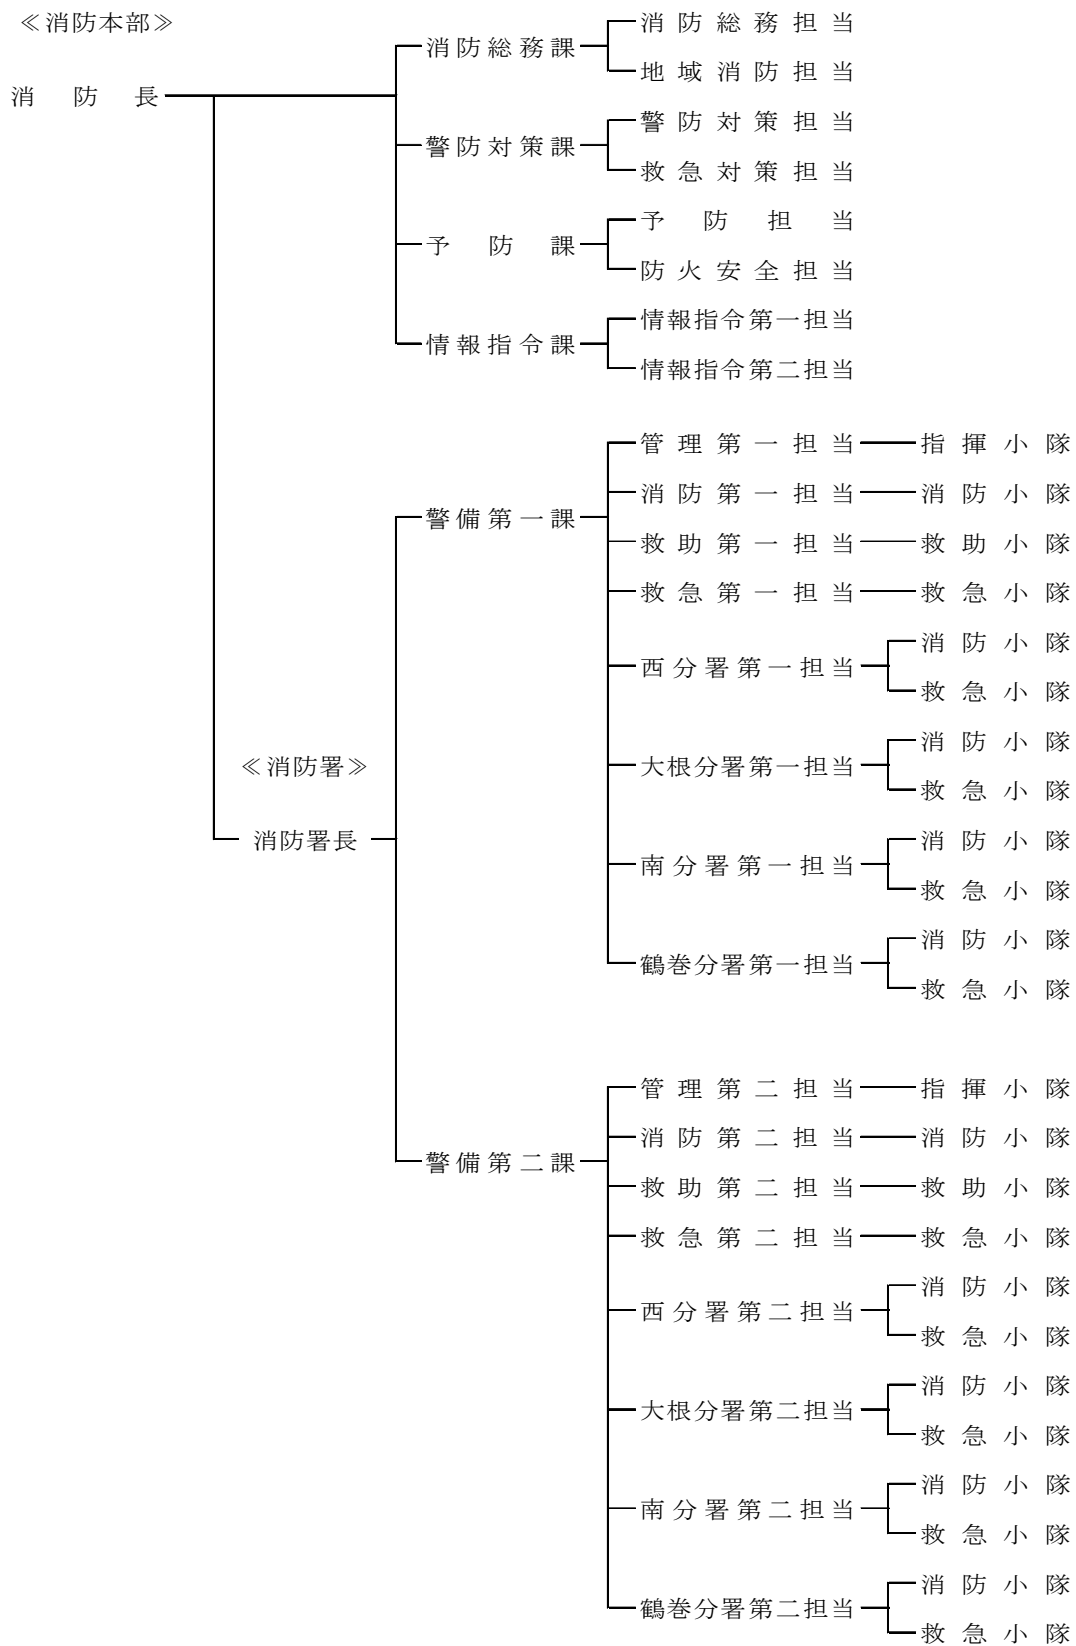 ≪消防本部≫
消防総務担当
消防総務課
地域消防担当
消防長
警防対策担当
警防対策課
救急対策担当
予防担当
予防課
防火安全担当
情報指令第一担当
情報指令課
情報指令第二担当
管理第一担当 指揮小隊
消防第一担当 消防小隊
警備第一課
救助第一担当 救助小隊
救急第一担当 救急小隊
消防小隊
西分署第一担当
救急小隊
消防小隊
≪消防署≫ 大根分署第一担当
救急小隊
消防署長 消防小隊
南分署第一担当
救急小隊
消防小隊
鶴巻分署第一担当
救急小隊
管理第二担当 指揮小隊
消防第二担当 消防小隊
警備第二課
救助第二担当 救助小隊
救急第二担当 救急小隊
消防小隊
西分署第二担当
救急小隊
消防小隊
大根分署第二担当
救急小隊
消防小隊
南分署第二担当
救急小隊
消防小隊
鶴巻分署第二担当
救急小隊